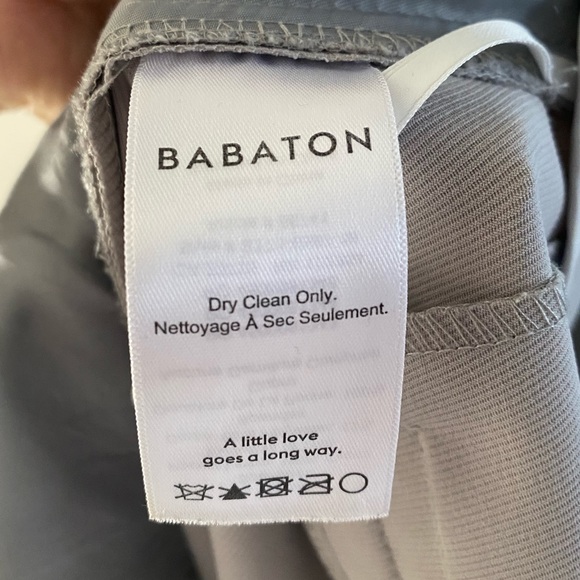 BABATON
Dry Clean Only.
Nettoyage À Sec Seulement.
A little love
goes a long way.